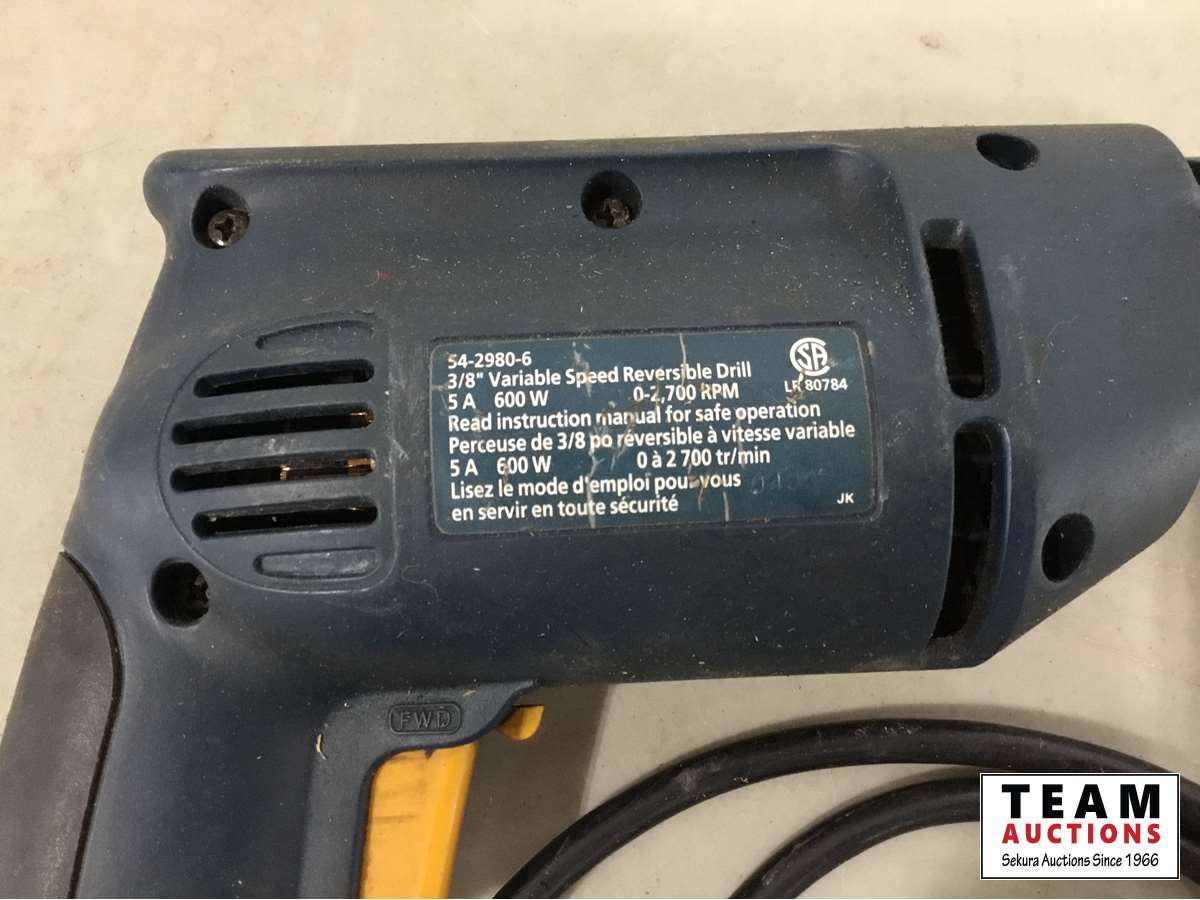 54-2980-6
3/8" Variable Speed Reversible Drill
5 A 600 W 0-2,700 RPM
LR 80784
Read instruction manual for safe operation
Perceuse de 3/8 po réversible à vitesse variable
5 A 600 W 0 à 2 700 tr/min
Lisez le mode d'emploi pour vous
en servir en toute sécurité
JK
FWD
TEAM
AUCTIONS
Sekura Auctions Since 1966